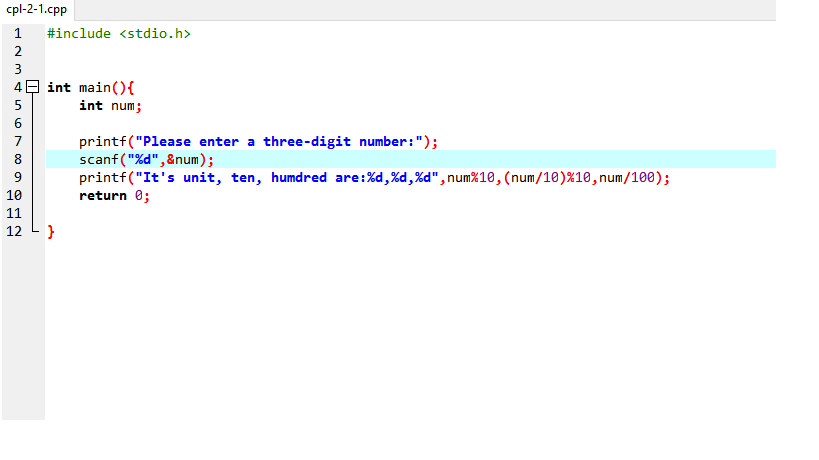 cpl-2-1.cpp
1 #include <stdio.h>
2
3
4 int main(){
5     int num;
6
7     printf("Please enter a three-digit number:");
8     scanf("%d",&num);
9     printf("It's unit, ten, humdred are:%d,%d,%d",num%10,(num/10)%10,num/100);
10     return 0;
11
12 }